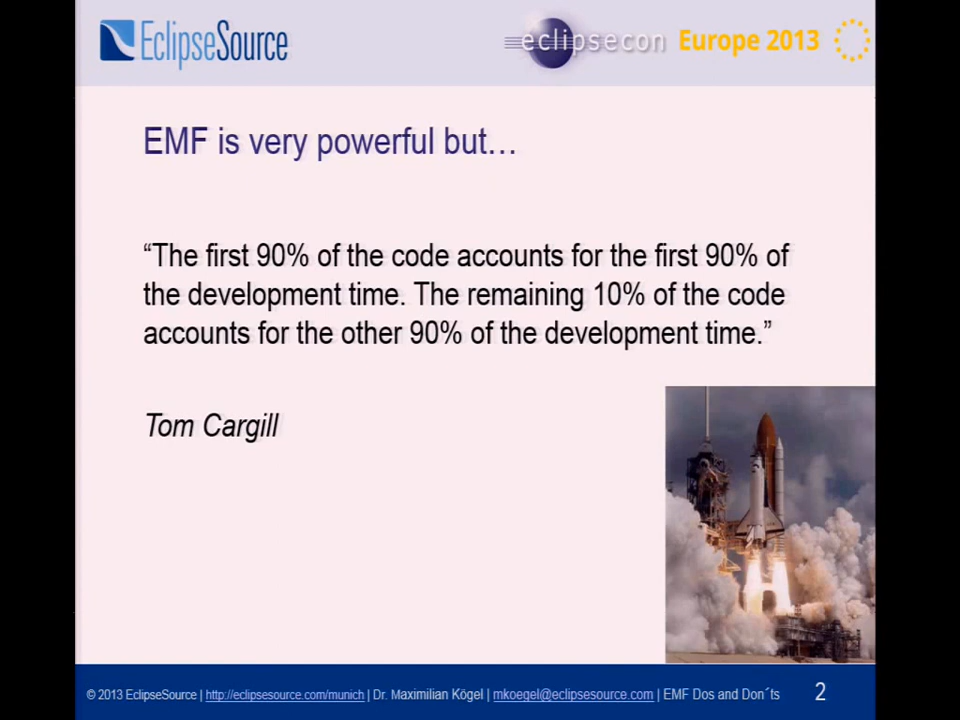 EclipseSource
eclipsecon Europe 2013
EMF is very powerful but…
“The first 90% of the code accounts for the first 90% of
the development time. The remaining 10% of the code
accounts for the other 90% of the development time.”
Tom Cargill
© 2013 EclipseSource | http://eclipsesource.com/munich | Dr. Maximilian Kögel | mkoegel@eclipsesource.com | EMF Dos and Don´ts 2